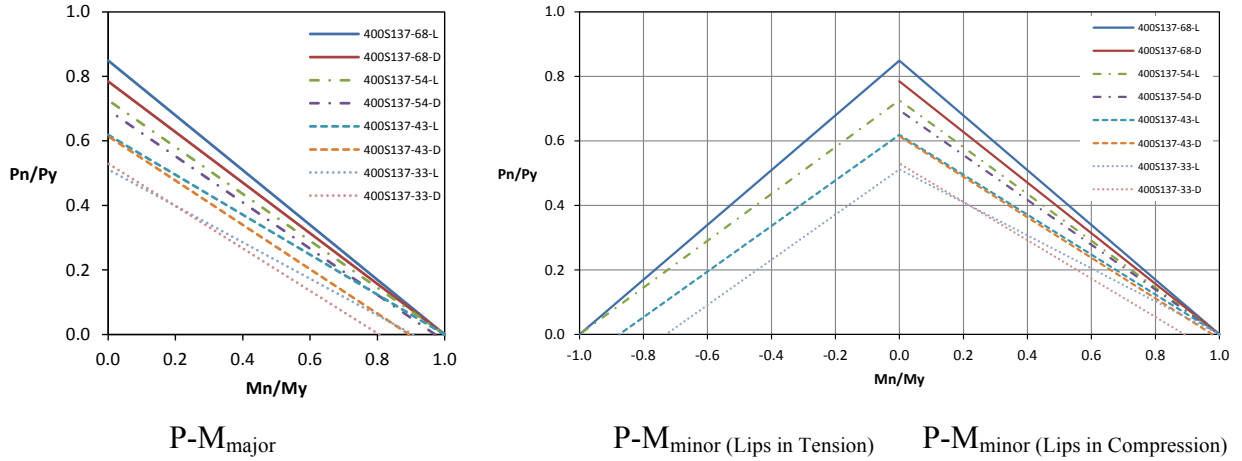 1.0
0.8
0.6
Pn/Py
0.4
0.2
0.0
0.0 0.2 0.4 0.6 0.8 1.0
Mn/My
400S137-68-L
400S137-68-D
400S137-54-L
400S137-54-D
400S137-43-L
400S137-43-D
400S137-33-L
400S137-33-D
P-Mmajor
1.0
0.8
0.6
Pn/Py
0.4
0.2
0.0
-1.0 -0.8 -0.6 -0.4 -0.2 0.0 0.2 0.4 0.6 0.8 1.0
Mn/My
400S137-68-L
400S137-68-D
400S137-54-L
400S137-54-D
400S137-43-L
400S137-43-D
400S137-33-L
400S137-33-D
P-Mminor (Lips in Tension) P-Mminor (Lips in Compression)